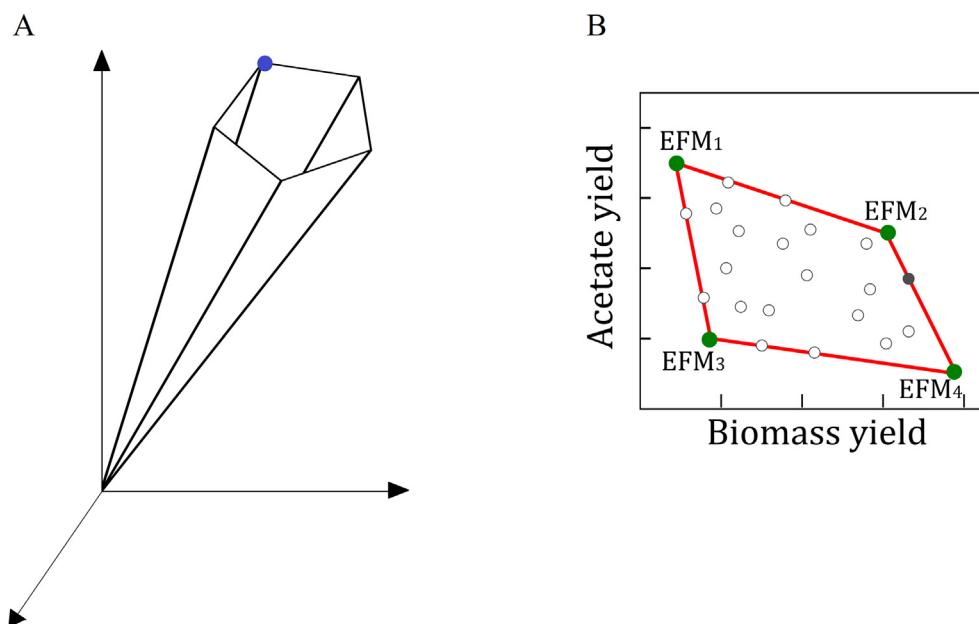 A
B
EFM1
EFM2
EFM3
EFM4
Acetate yield
Biomass yield